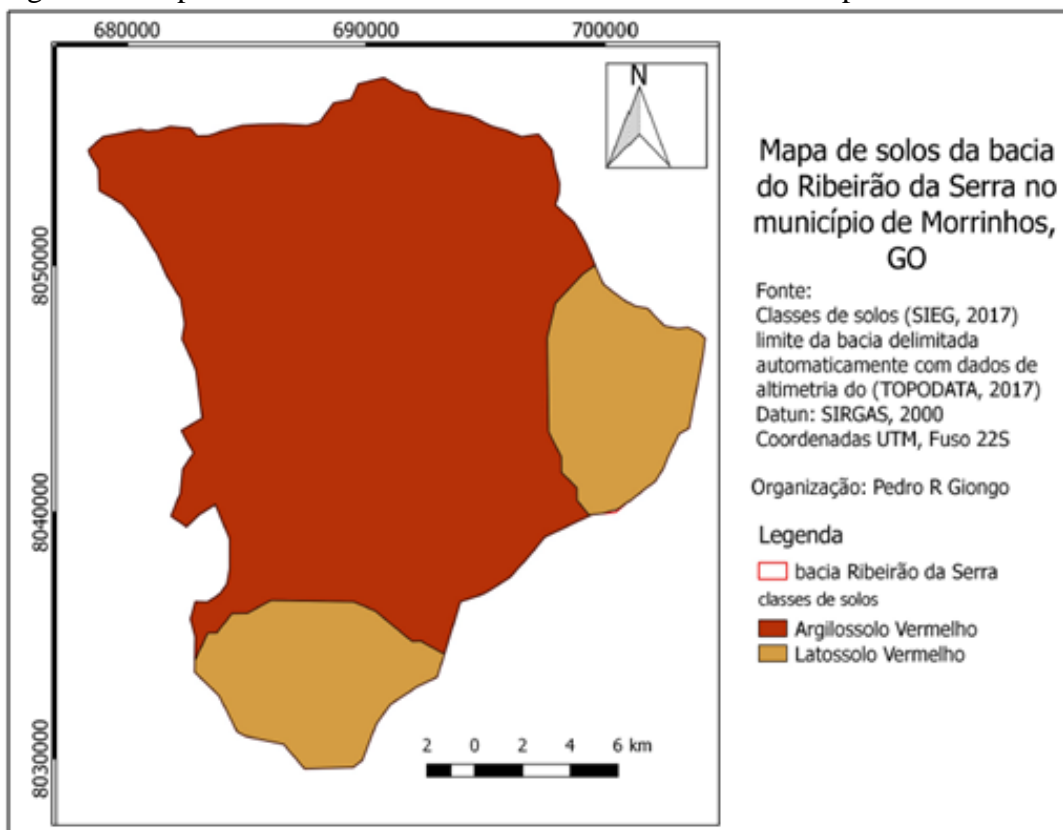 680000
690000
700000
N
8050000
8040000
8030000
2 0 2 4 6 km
Mapa de solos da bacia
do Ribeirão da Serra no
município de Morrinhos,
GO
Fonte:
Classes de solos (SIEG, 2017)
limite da bacia delimitada
automaticamente com dados de
altimetria do (TOPODATA, 2017)
Datun: SIRGAS, 2000
Coordenadas UTM, Fuso 22S
Organização: Pedro R Giongo
Legenda
bacia Ribeirão da Serra
classes de solos
Argilossolo Vermelho
Latossolo Vermelho